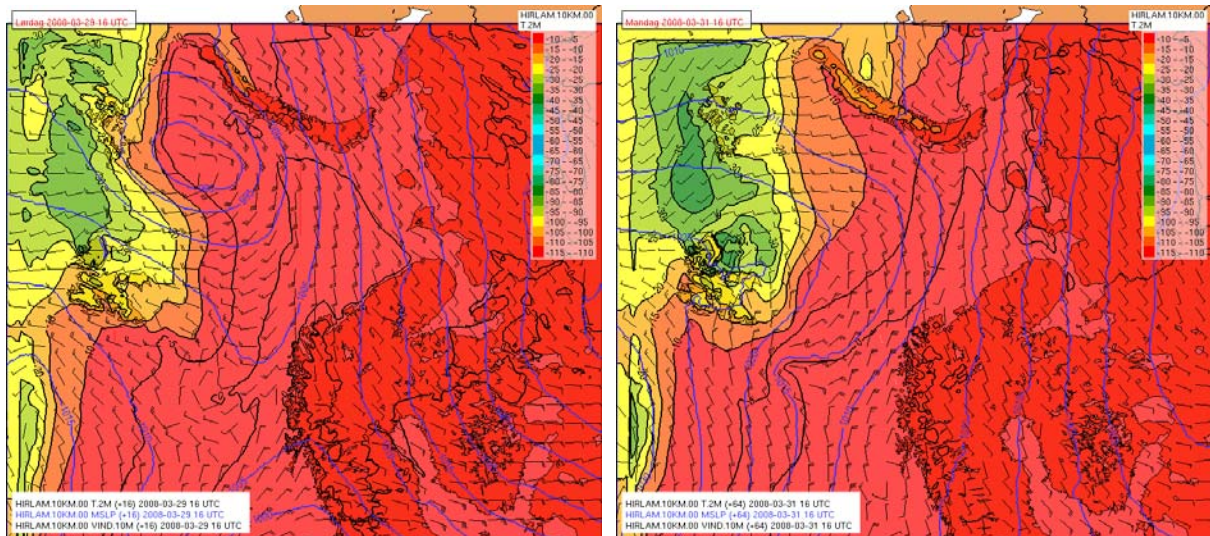 Lørdag 2008-03-29 16 UTC
HIRLAM.10KM.00
T.2M
-10 - -5
-15 - -10
-20 - -15
-25 - -20
-30 - -25
-35 - -30
-40 - -35
-45 - -40
-50 - -45
-55 - -50
-60 - -55
-65 - -60
-70 - -65
-75 - -70
-80 - -75
-85 - -80
-90 - -85
-95 - -90
-100 - -95
-105 - -100
-110 - -105
-115 - -110
HIRLAM.10KM.00 T.2M (+16) 2008-03-29 16 UTC
HIRLAM.10KM.00 MSLP (+16) 2008-03-29 16 UTC
HIRLAM.10KM.00 VIND.10M (+16) 2008-03-29 16 UTC
Mandag 2008-03-31 16 UTC
HIRLAM.10KM.00
T.2M
1010
-10 - -5
-15 - -10
-20 - -15
-25 - -20
-30 - -25
-35 - -30
-40 - -35
-45 - -40
-50 - -45
-55 - -50
-60 - -55
-65 - -60
-70 - -65
-75 - -70
-80 - -75
-85 - -80
-90 - -85
-95 - -90
-100 - -95
-105 - -100
-110 - -105
-115 - -110
HIRLAM.10KM.00 T.2M (+64) 2008-03-31 16 UTC
HIRLAM.10KM.00 MSLP (+64) 2008-03-31 16 UTC
HIRLAM.10KM.00 VIND.10M (+64) 2008-03-31 16 UTC